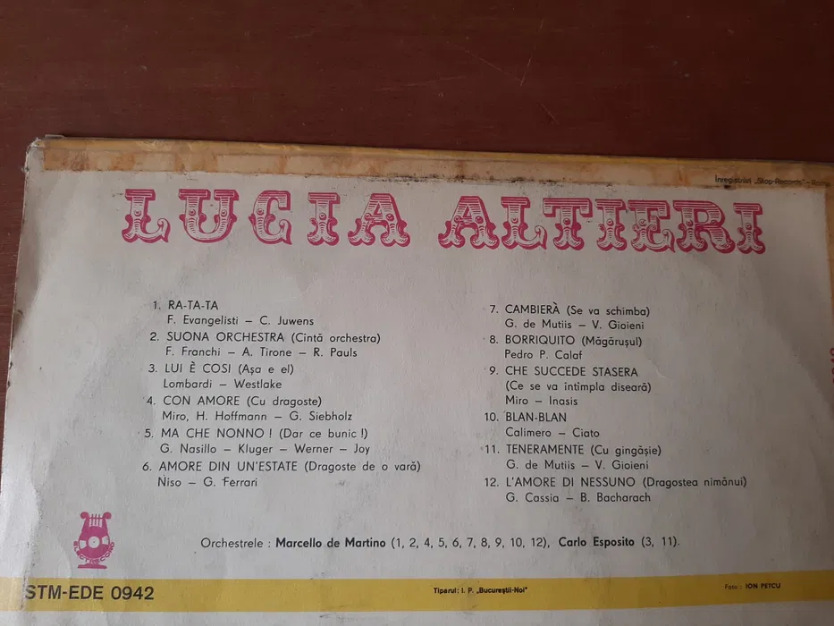 Înregistrări „Skap-Records"
LUCIA ALTIERI
1. RA-TA-TA
F. Evangelisti – C. Juwens
2. SUONA ORCHESTRA (Cîntă orchestra)
F. Franchi – A. Tirone – R. Pauls
3. LUI È COSI (Așa e el)
Lombardi – Westlake
4. CON AMORE (Cu dragoste)
Miro, H. Hoffmann – G. Siebholz
5. MA CHE NONNO ! (Dar ce bunic !)
G. Nasillo – Kluger – Werner – Joy
6. AMORE DIN UN'ESTATE (Dragoste de o vară)
Niso – G. Ferrari
7. CAMBIERÀ (Se va schimba)
G. de Mutiis – V. Gioieni
8. BORRIQUITO (Măgărușul)
Pedro P. Calaf
9. CHE SUCCEDE STASERA
(Ce se va întîmpla diseară)
Miro – Inasis
10. BLAN-BLAN
Calimero – Ciato
11. TENERAMENTE (Cu gingășie)
G. de Mutiis – V. Gioieni
12. L'AMORE DI NESSUNO (Dragostea nimănui)
G. Cassia – B. Bacharach
Orchestrele : Marcello de Martino (1, 2, 4, 5, 6, 7, 8, 9, 10, 12), Carlo Esposito (3, 11).
STM-EDE 0942
Tiparul: I. P. „Bucureștii-Noi"
Foto : ION PETCU